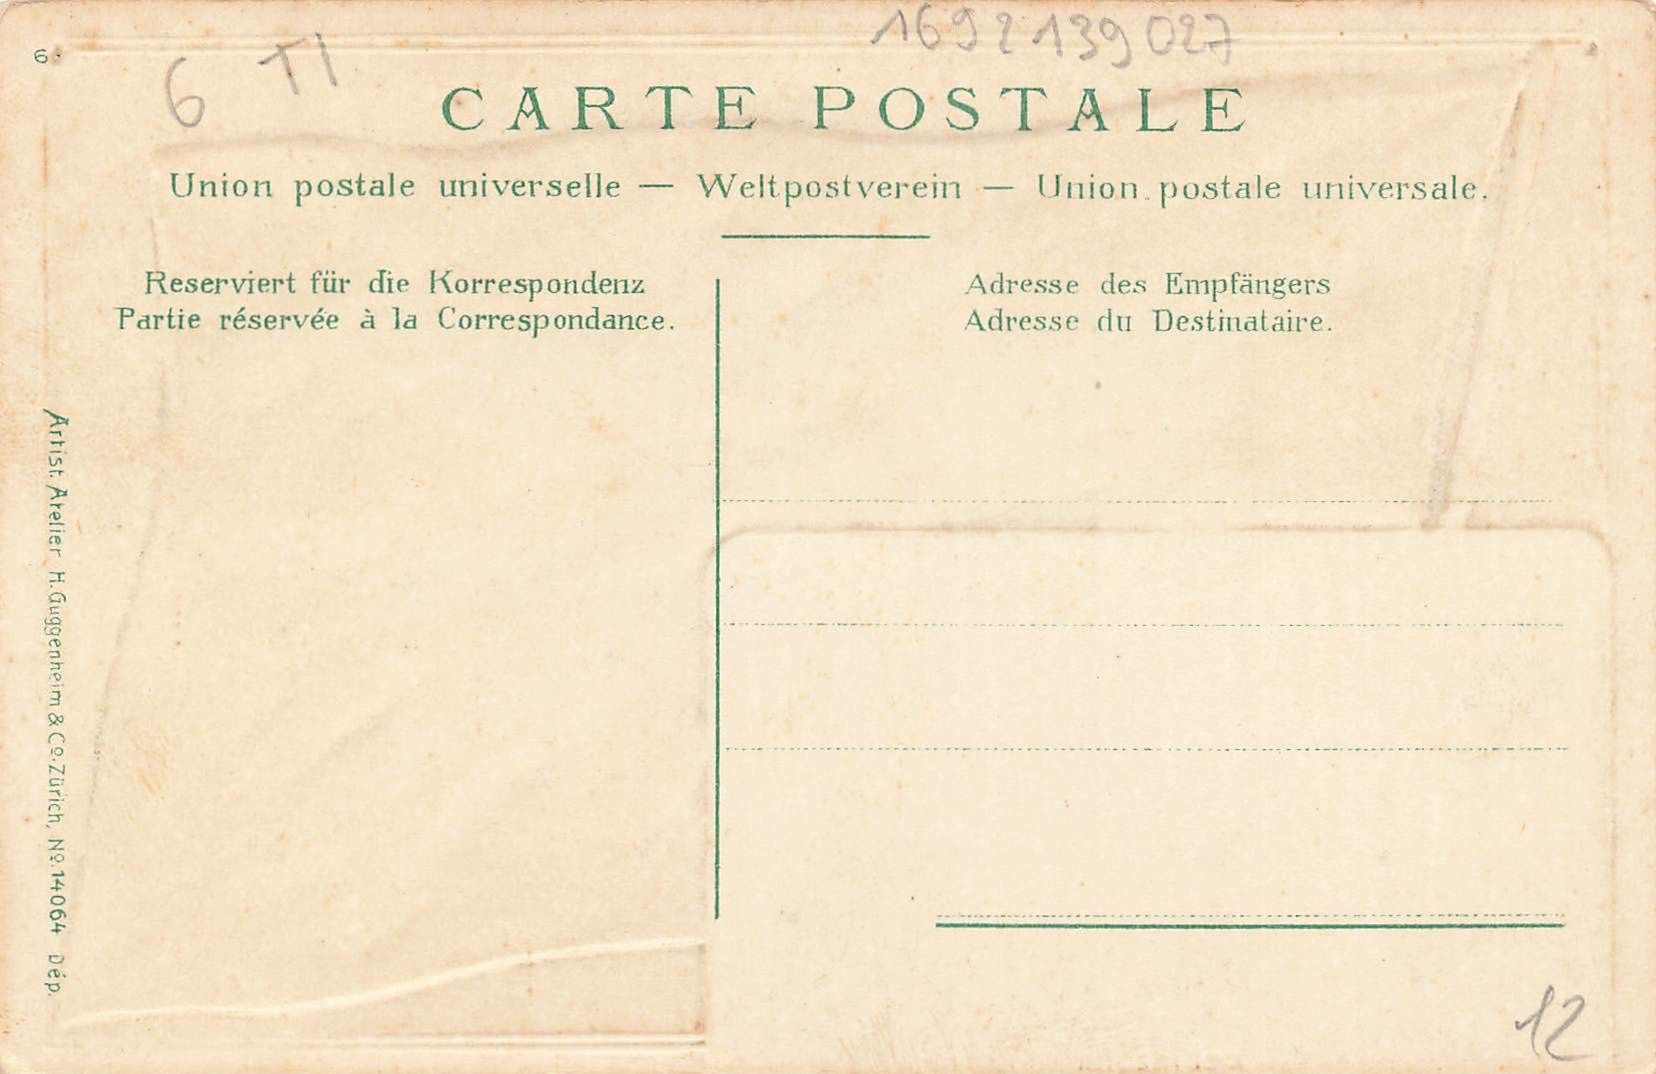 1692139027
6
6 TI
CARTE POSTALE
Union postale universelle — Weltpostverein — Union postale universale.
Reserviert für die Korrespondenz
Partie réservée à la Correspondance.
Adresse des Empfängers
Adresse du Destinataire.
Artist. Atelier H. Guggenheim & Co. Zürich, No. 14064 Dép.
12